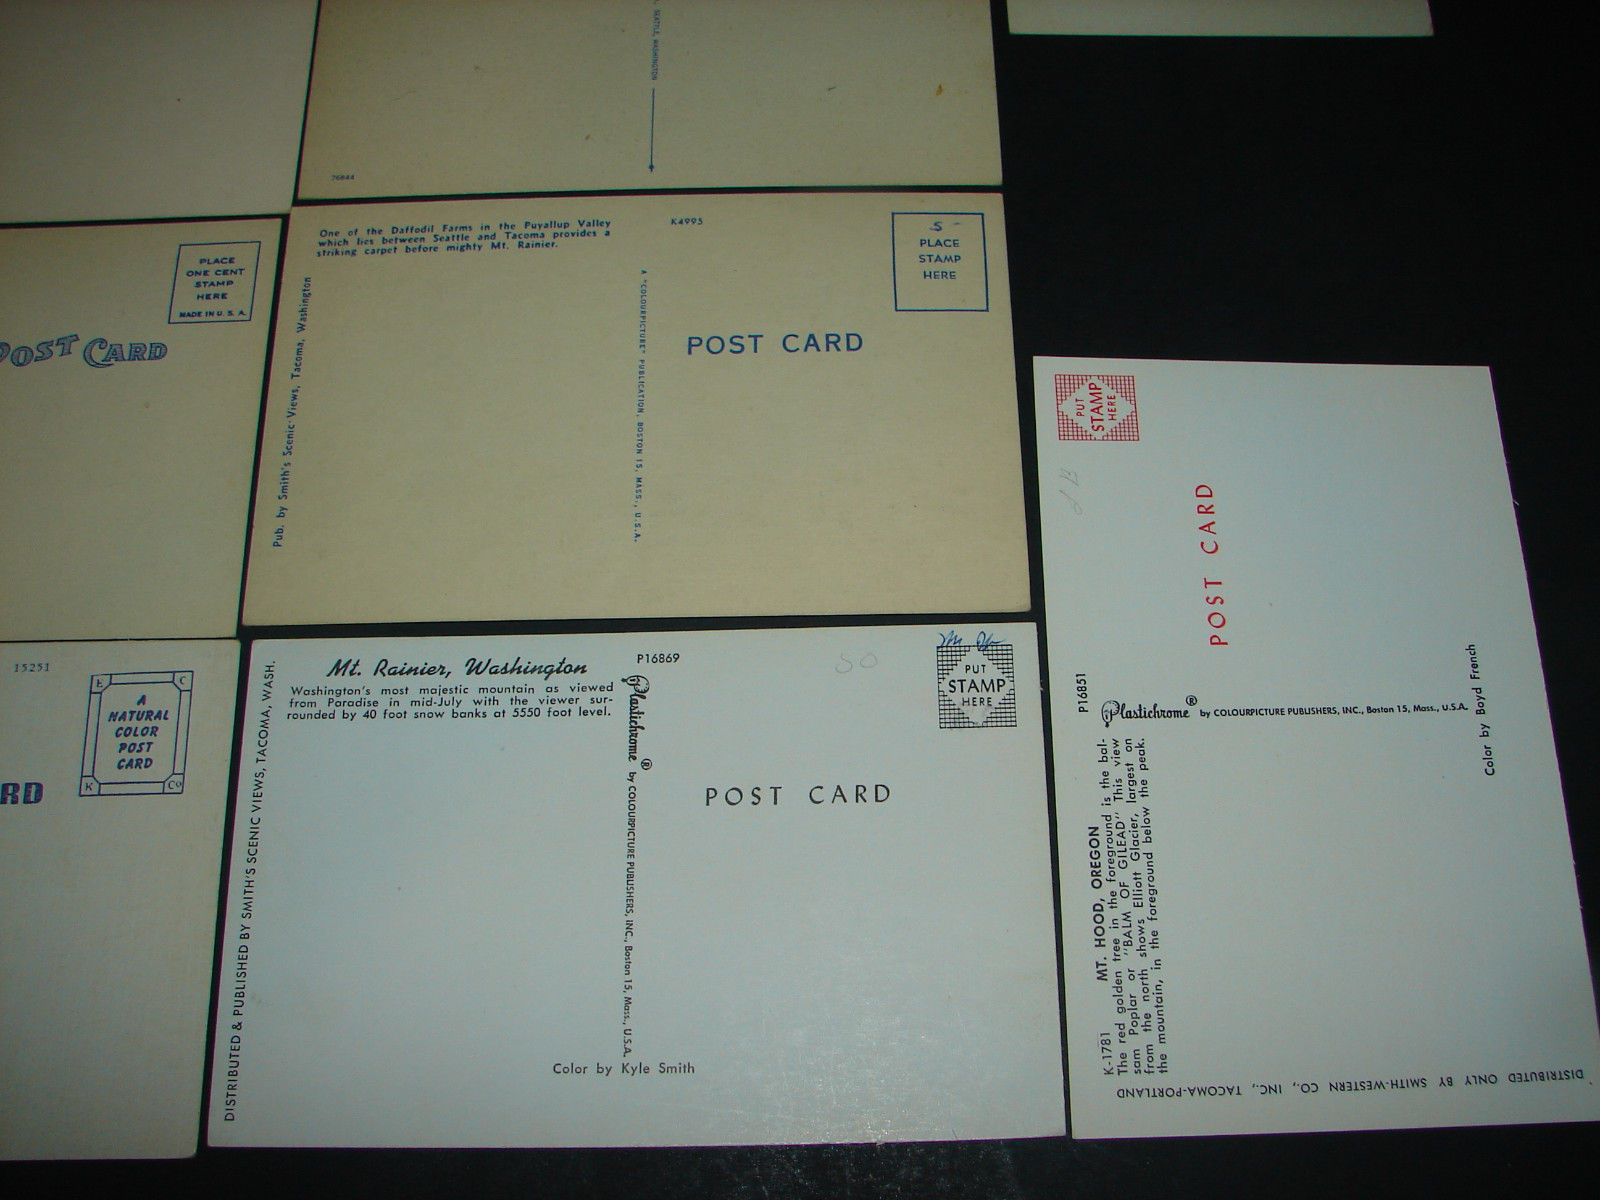 SEATTLE, WASHINGTON
76844
PLACE
ONE CENT
STAMP
HERE
MADE IN U. S. A.
POST CARD
One of the Daffodil Farms in the Puyallup Valley
which lies between Seattle and Tacoma provides a
striking carpet before mighty Mt. Rainier.
K4995
S
PLACE
STAMP
HERE
Pub. by Smith's Scenic Views, Tacoma, Washington
A "COLOURPICTURE" PUBLICATION, BOSTON 15, MASS., U.S.A.
POST CARD
15251
E C
A
NATURAL
COLOR
POST
CARD
K Co
RD
DISTRIBUTED & PUBLISHED BY SMITH'S SCENIC VIEWS, TACOMA, WASH.
Mt. Rainier, Washington
Washington's most majestic mountain as viewed
from Paradise in mid-July with the viewer sur-
rounded by 40 foot snow banks at 5550 foot level.
P16869
Plastichrome ® by COLOURPICTURE PUBLISHERS, INC., Boston 15, Mass., U.S.A.
50
PUT
STAMP
HERE
POST CARD
Color by Kyle Smith
PUT
STAMP
HERE
POST CARD
P16851
Plastichrome ® by COLOURPICTURE PUBLISHERS, INC., Boston 15, Mass., U.S.A.
Color by Boyd French
K-1781 MT. HOOD, OREGON
The red golden tree in the foreground is the bal-
sam Poplar or "BALM OF GILEAD" This view
from the north shows Elliott Glacier, largest on
the mountain, in the foreground below the peak.
DISTRIBUTED ONLY BY SMITH-WESTERN CO., INC., TACOMA-PORTLAND